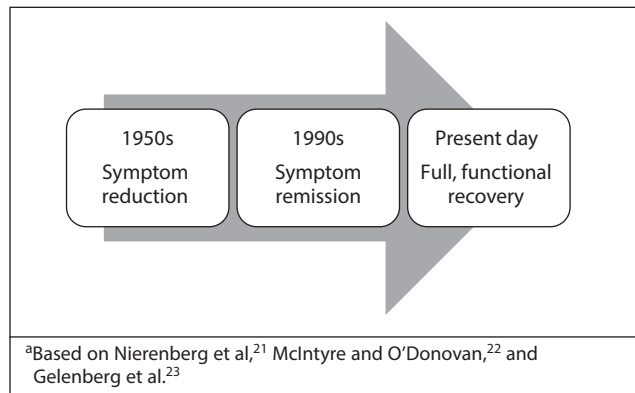 1950s
Symptom
reduction
1990s
Symptom
remission
Present day
Full, functional
recovery
aBased on Nierenberg et al,21 McIntyre and O’Donovan,22 and
Gelenberg et al.23